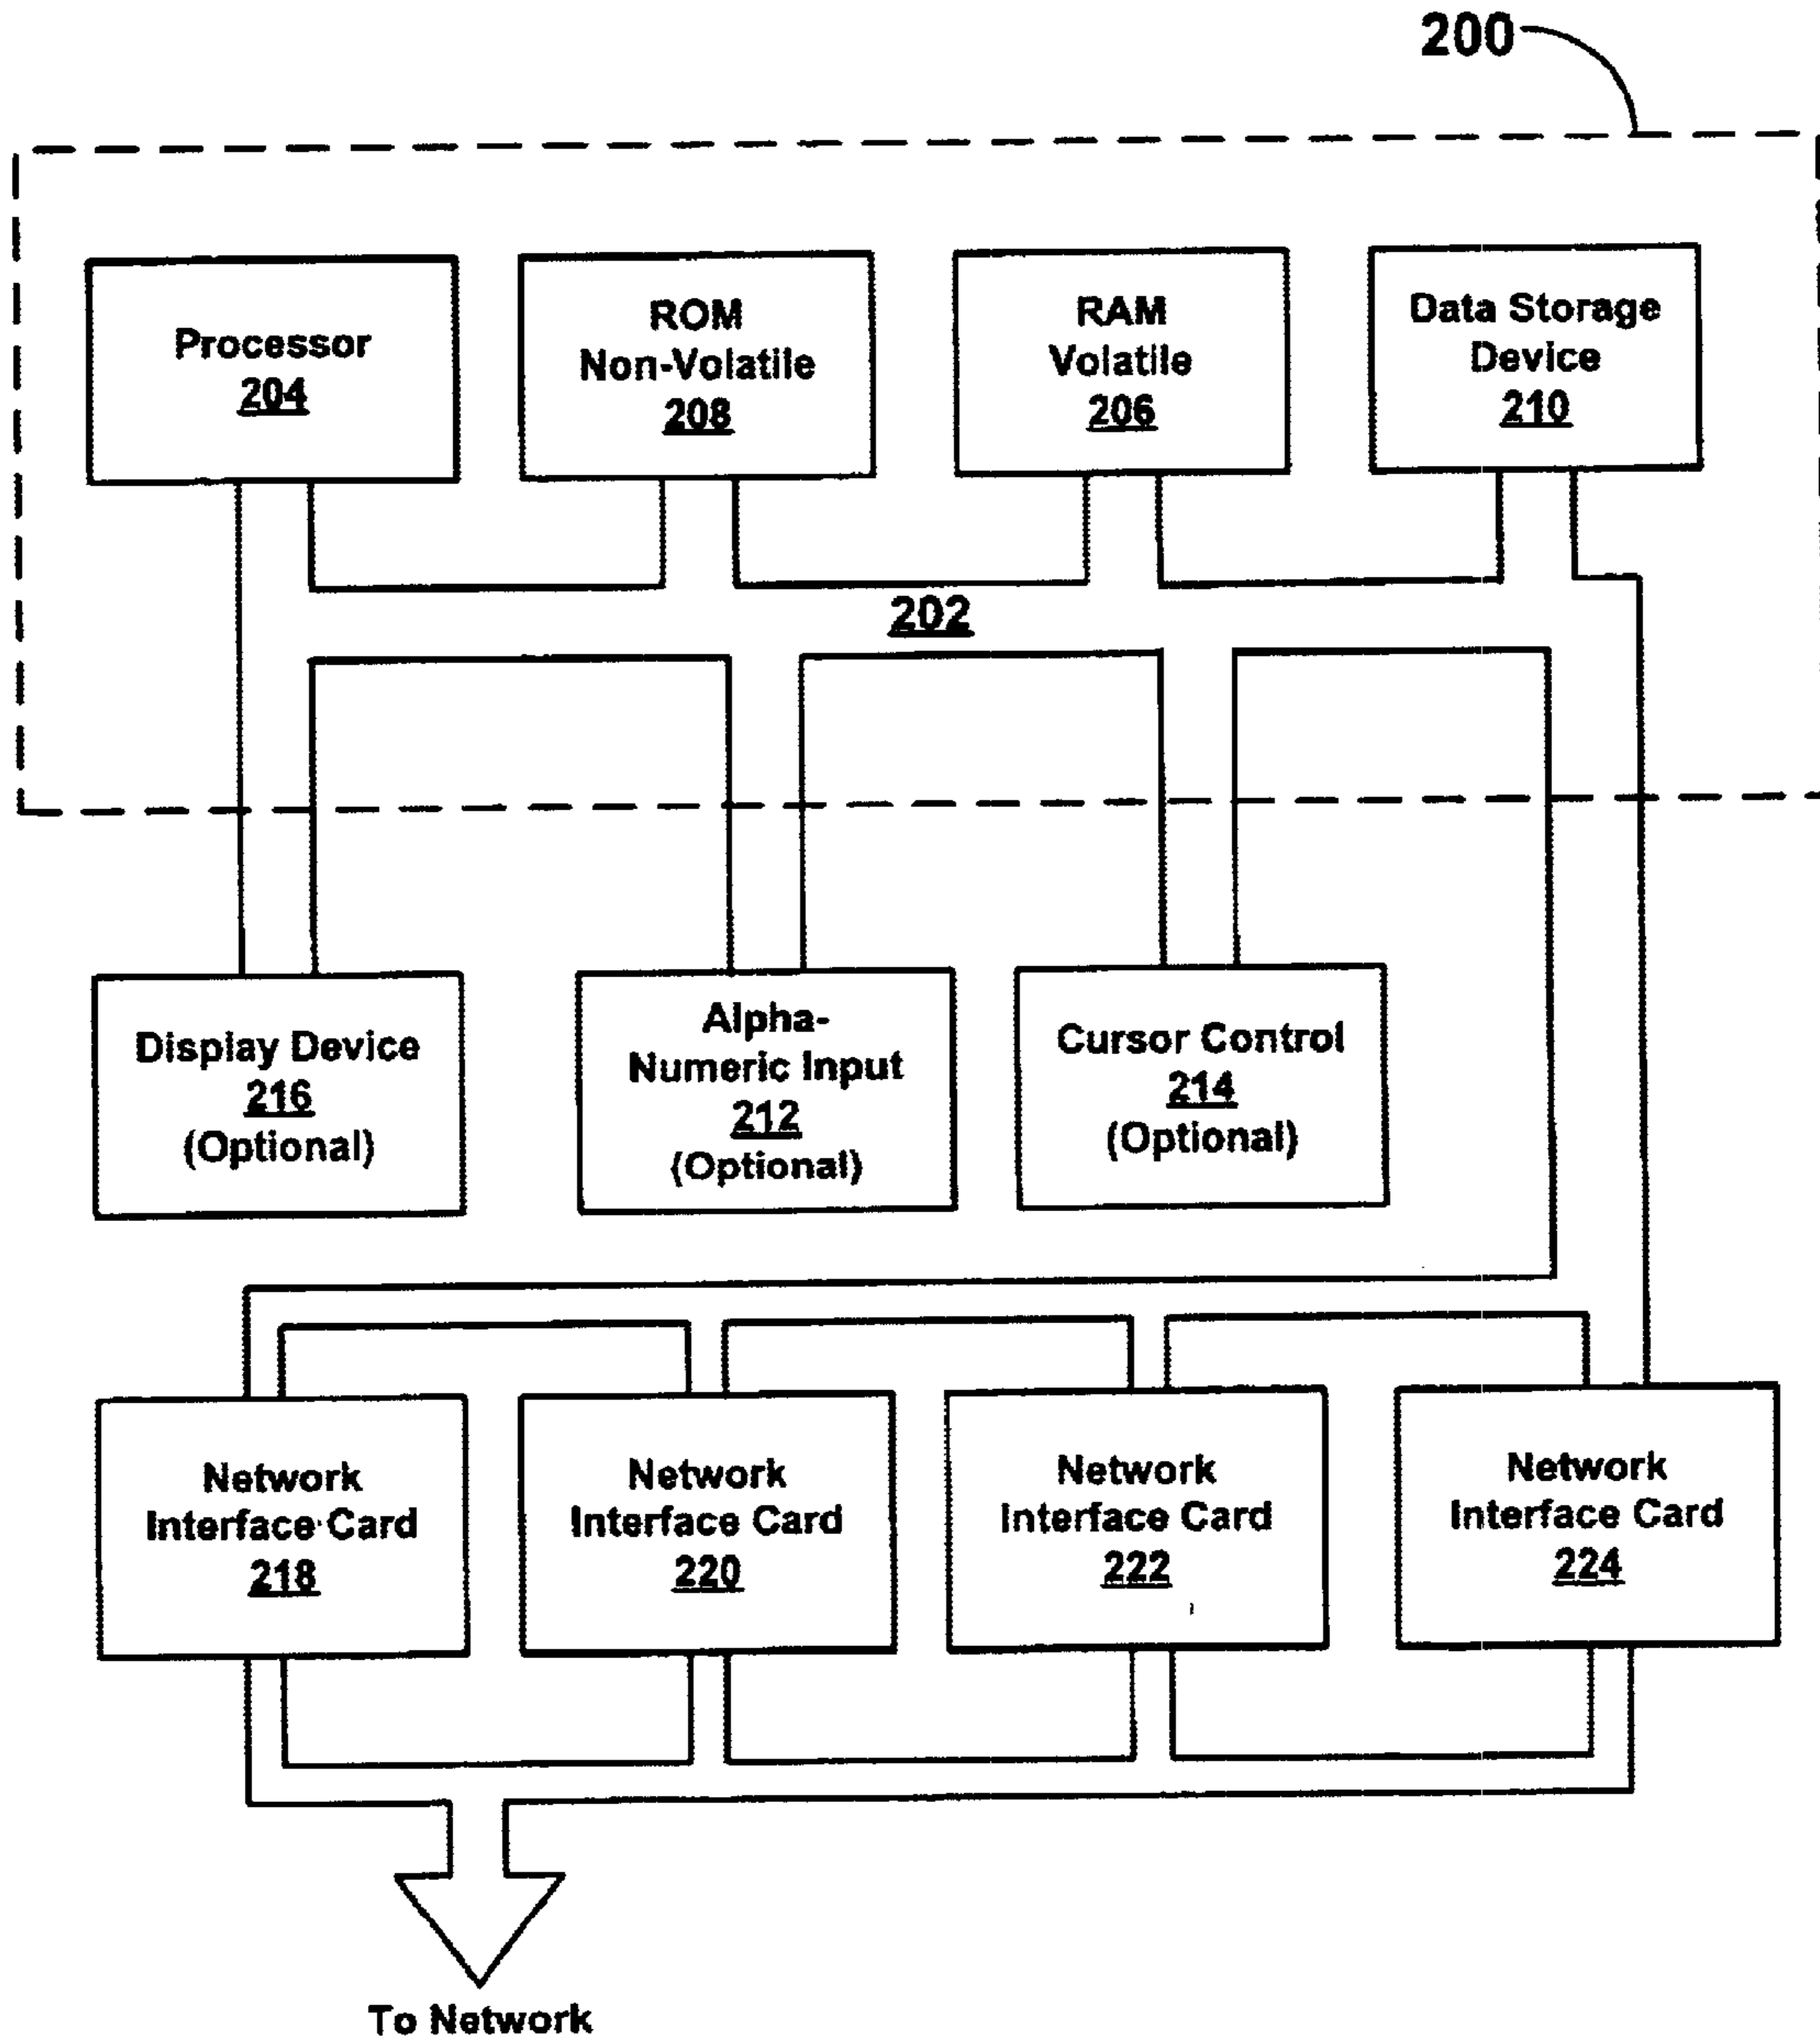 200
Processor
204
ROM
Non-Volatile
208
RAM
Volatile
206
Data Storage
Device
210
202
Display Device
216
(Optional)
Alpha-
Numeric Input
212
(Optional)
Cursor Control
214
(Optional)
Network
Interface Card
218
Network
Interface Card
220
Network
Interface Card
222
Network
Interface Card
224
To Network